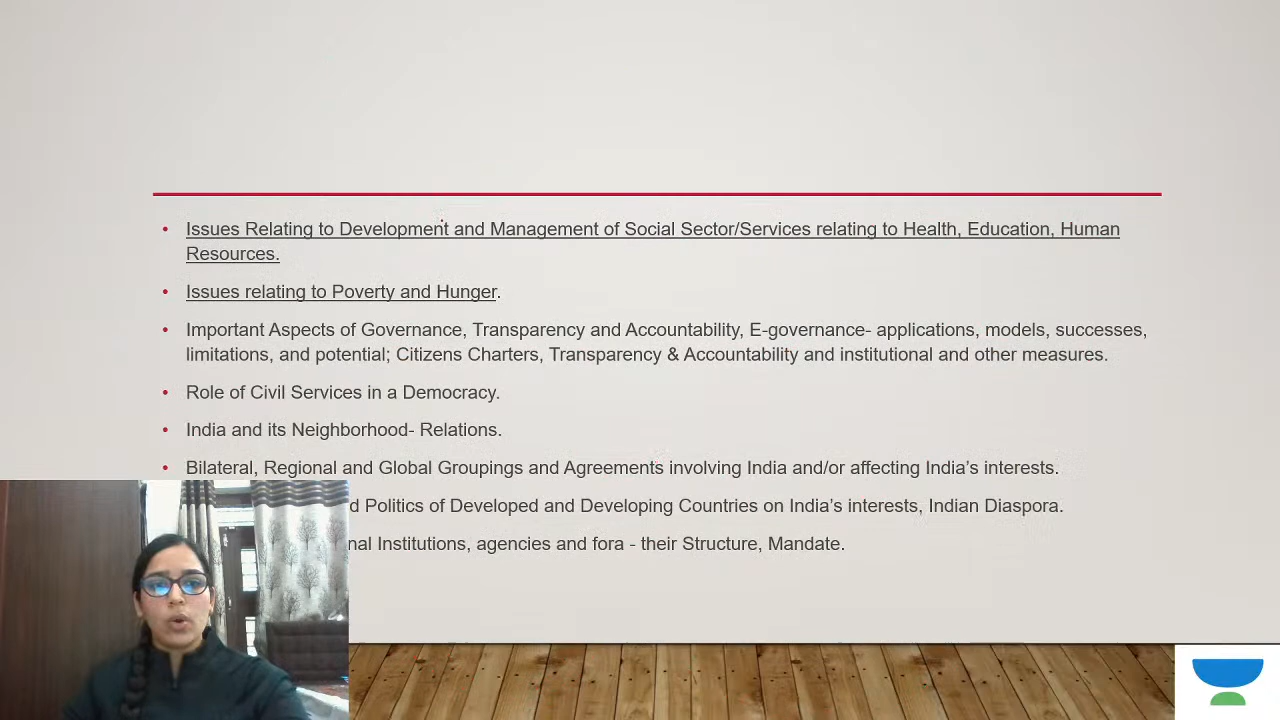 Issues Relating to Development and Management of Social Sector/Services relating to Health, Education, Human
Resources.
Issues relating to Poverty and Hunger.
Important Aspects of Governance, Transparency and Accountability, E-governance- applications, models, successes,
limitations, and potential; Citizens Charters, Transparency & Accountability and institutional and other measures.
Role of Civil Services in a Democracy.
India and its Neighborhood- Relations.
Bilateral, Regional and Global Groupings and Agreements involving India and/or affecting India's interests.
Politics of Developed and Developing Countries on India's interests, Indian Diaspora.
Institutions, agencies and fora - their Structure, Mandate.